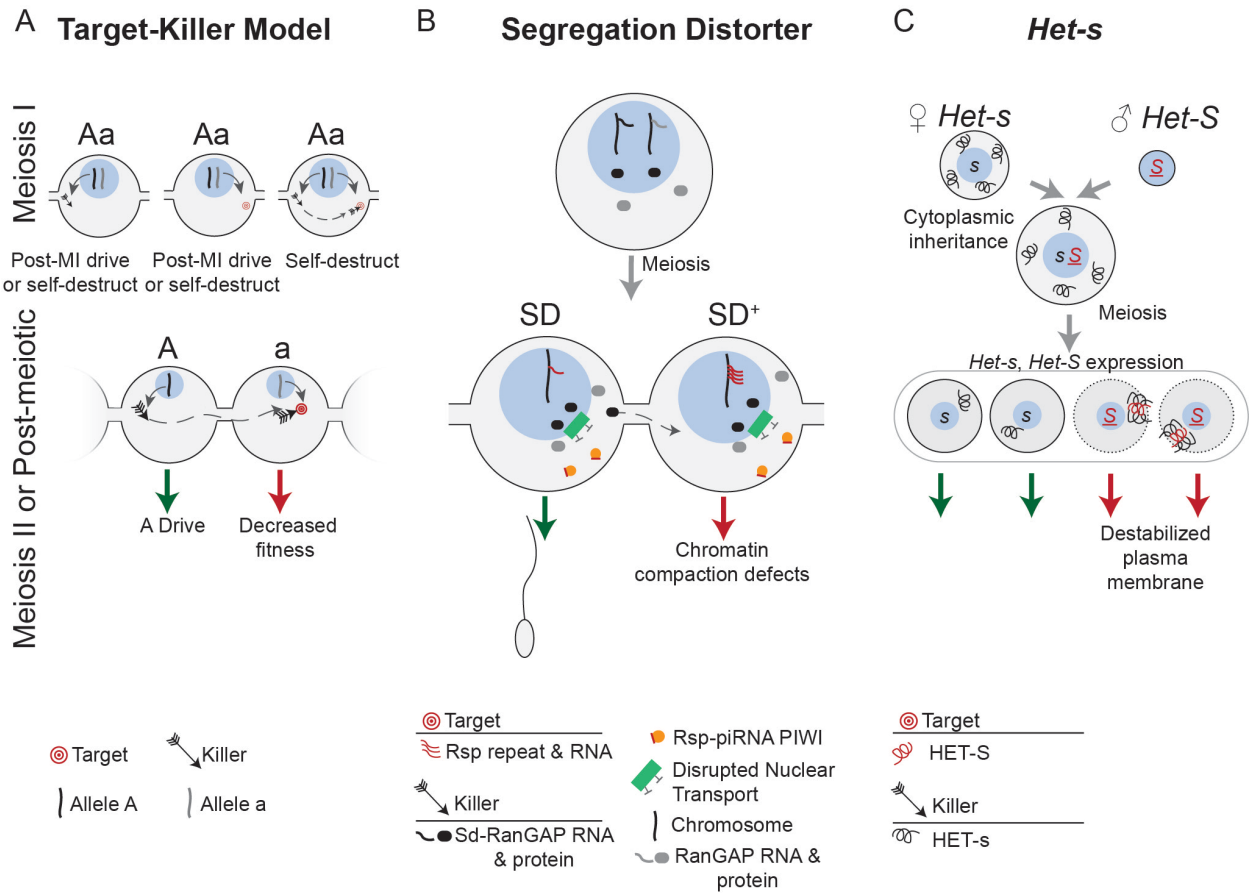 A
Target-Killer Model
Meiosis I
Aa
Aa
Aa
Post-MI drive
or self-destruct
Post-MI drive
or self-destruct
Self-destruct
Meiosis II or Post-meiotic
A
a
A Drive
Decreased
fitness
Target
Killer
Allele A
Allele a
B
Segregation Distorter
Meiosis
SD
SD⁺
Chromatin
compaction defects
Target
Rsp repeat & RNA
Killer
Sd-RanGAP RNA
& protein
Rsp-piRNA PIWI
Disrupted Nuclear
Transport
Chromosome
RanGAP RNA &
protein
C
Het-s
♀ Het-s
♂ Het-S
s
S
Cytoplasmic
inheritance
s S
Meiosis
Het-s, Het-S expression
s
s
S
S
Destabilized
plasma
membrane
Target
HET-S
Killer
HET-s